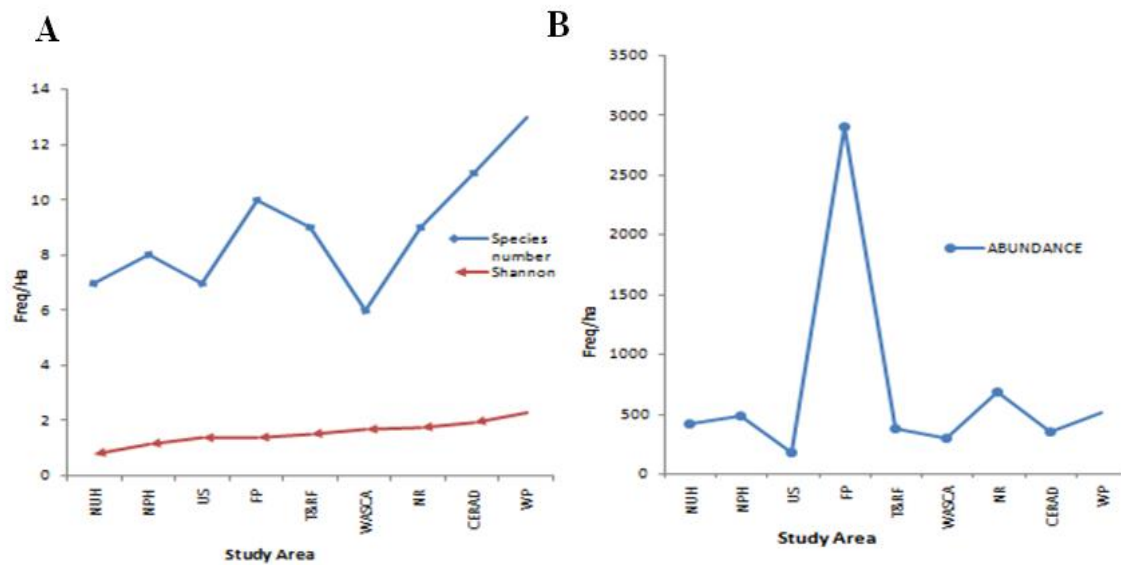 A
Freq/Ha
14
12
10
8
6
4
2
0
Species
number
Shannon
NUH
NPH
US
FP
T&RF
WASCA
NR
CERAD
WP
Study Area
B
Freq/ha
3500
3000
2500
2000
1500
1000
500
0
ABUNDANCE
NUH
NPH
US
FP
T&RF
WASCA
NR
CERAD
WP
Study Area